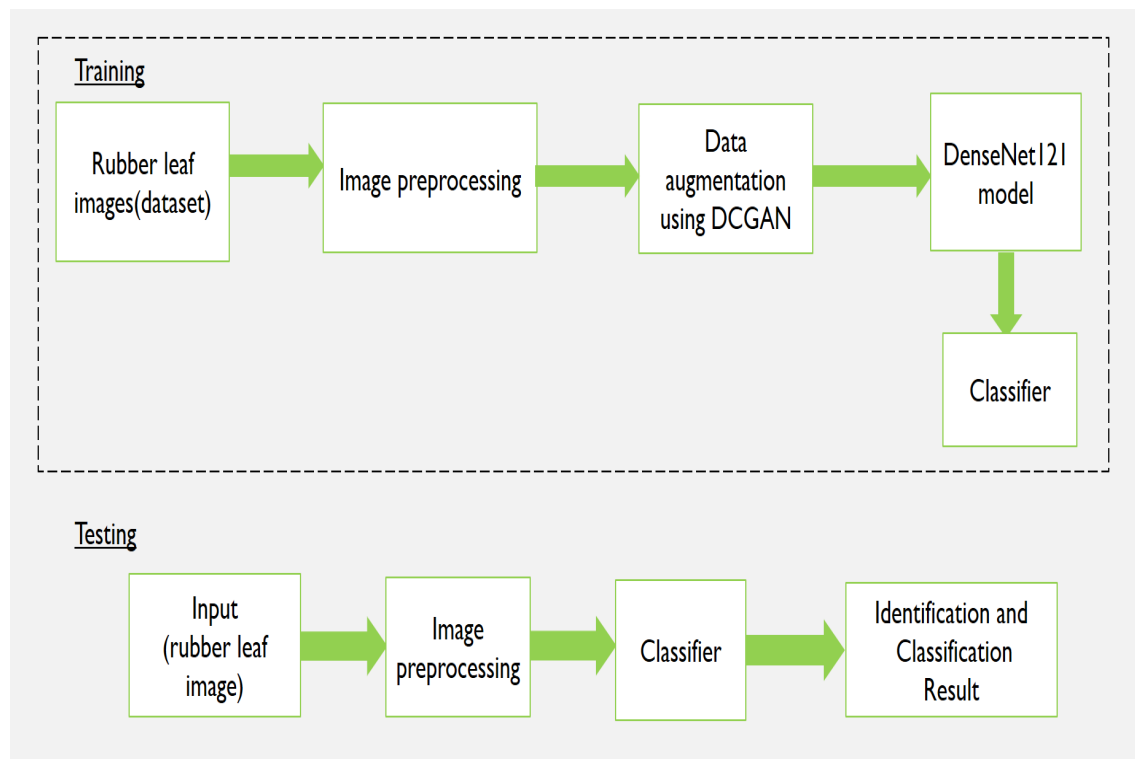 Training
Rubber leaf
images(dataset)
Image preprocessing
Data
augmentation
using DCGAN
DenseNet121
model
Classifier
Testing
Input
(rubber leaf
image)
Image
preprocessing
Classifier
Identification and
Classification
Result